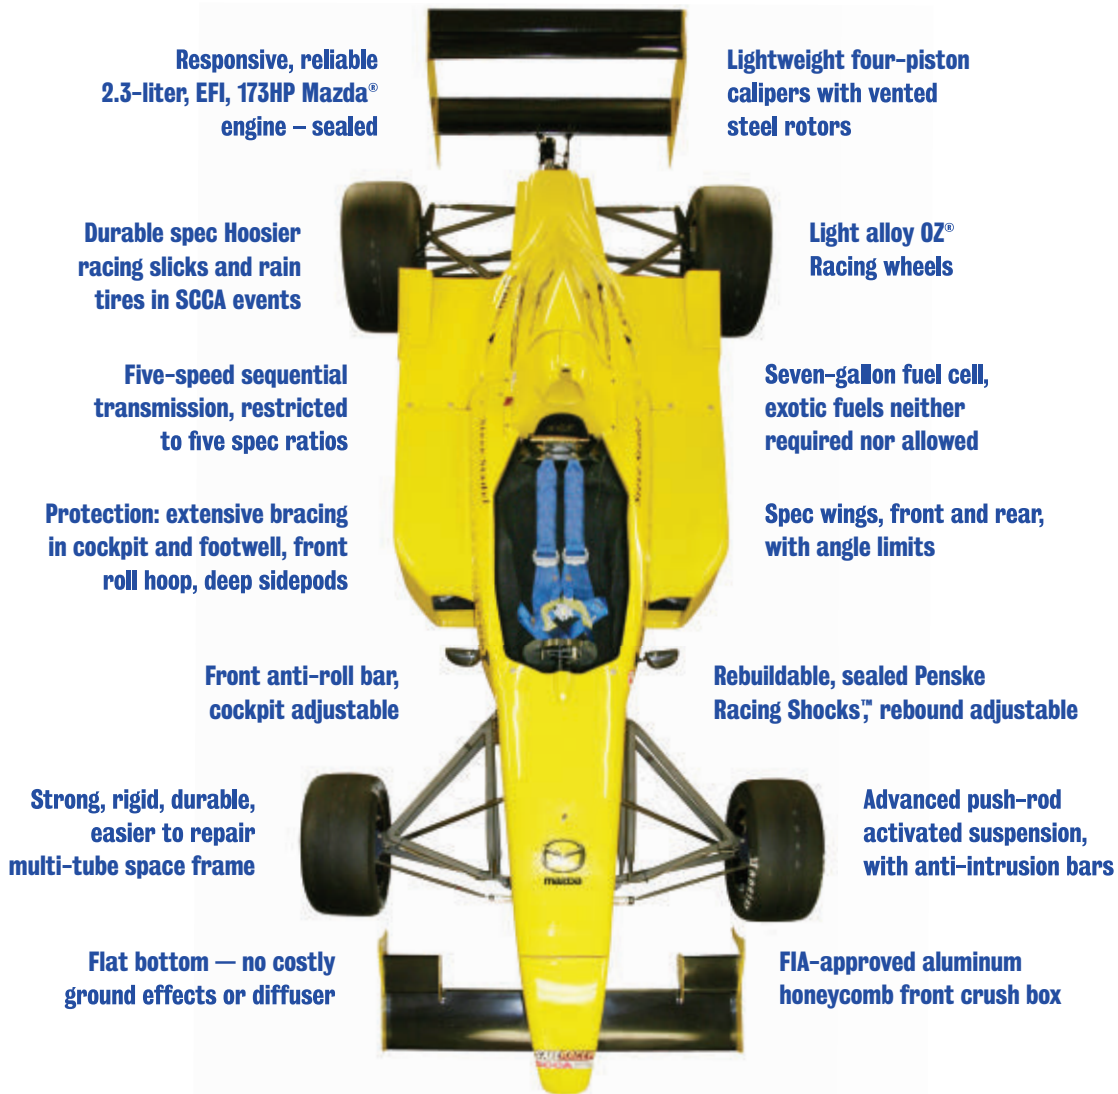 Responsive, reliable
2.3-liter, EFI, 173HP Mazda®
engine – sealed
Lightweight four-piston
calipers with vented
steel rotors
Durable spec Hoosier
racing slicks and rain
tires in SCCA events
Light alloy OZ®
Racing wheels
Five-speed sequential
transmission, restricted
to five spec ratios
Seven-gallon fuel cell,
exotic fuels neither
required nor allowed
Protection: extensive bracing
in cockpit and footwell, front
roll hoop, deep sidepods
Spec wings, front and rear,
with angle limits
Front anti-roll bar,
cockpit adjustable
Rebuildable, sealed Penske
Racing Shocks,™ rebound adjustable
Strong, rigid, durable,
easier to repair
multi-tube space frame
Advanced push-rod
activated suspension,
with anti-intrusion bars
mazda
Flat bottom — no costly
ground effects or diffuser
FIA-approved aluminum
honeycomb front crush box